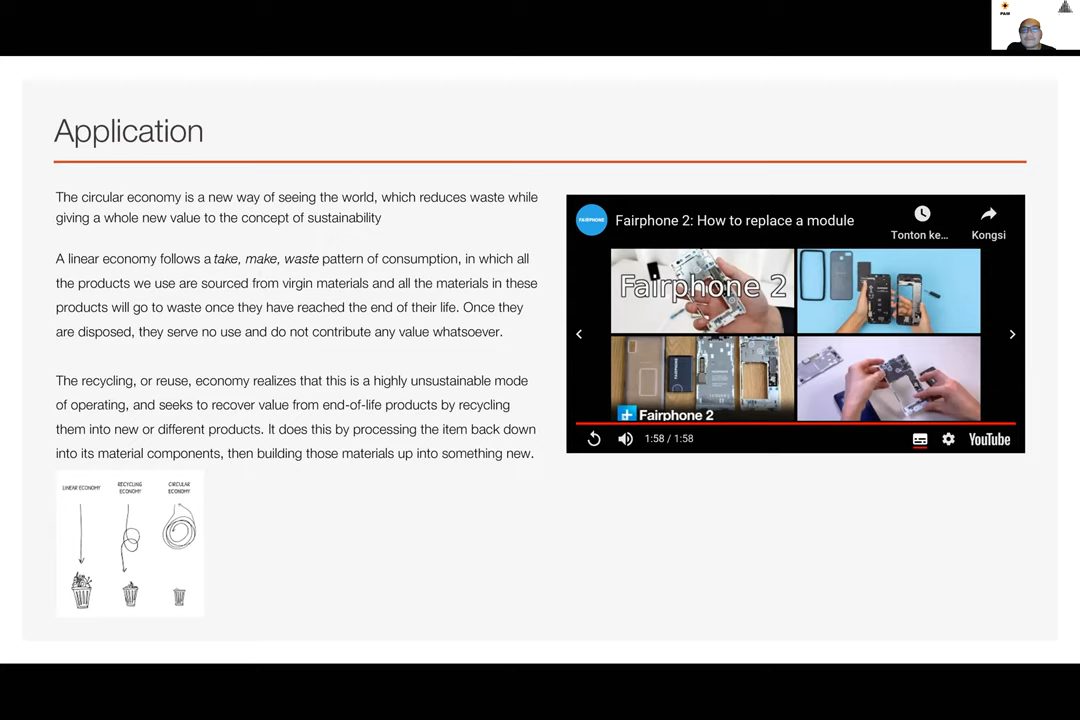 PAM
Application
The circular economy is a new way of seeing the world, which reduces waste while
giving a whole new value to the concept of sustainability
A linear economy follows a take, make, waste pattern of consumption, in which all
the products we use are sourced from virgin materials and all the materials in these
products will go to waste once they have reached the end of their life. Once they
are disposed, they serve no use and do not contribute any value whatsoever.
The recycling, or reuse, economy realizes that this is a highly unsustainable mode
of operating, and seeks to recover value from end-of-life products by recycling
them into new or different products. It does this by processing the item back down
into its material components, then building those materials up into something new.
LINEAR ECONOMY
RECYCLING
ECONOMY
CIRCULAR
ECONOMY
FAIRPHONE
Fairphone 2: How to replace a module
Tonton ke...
Kongsi
Fairphone 2
Fairphone 2
1:58 / 1:58
YouTube